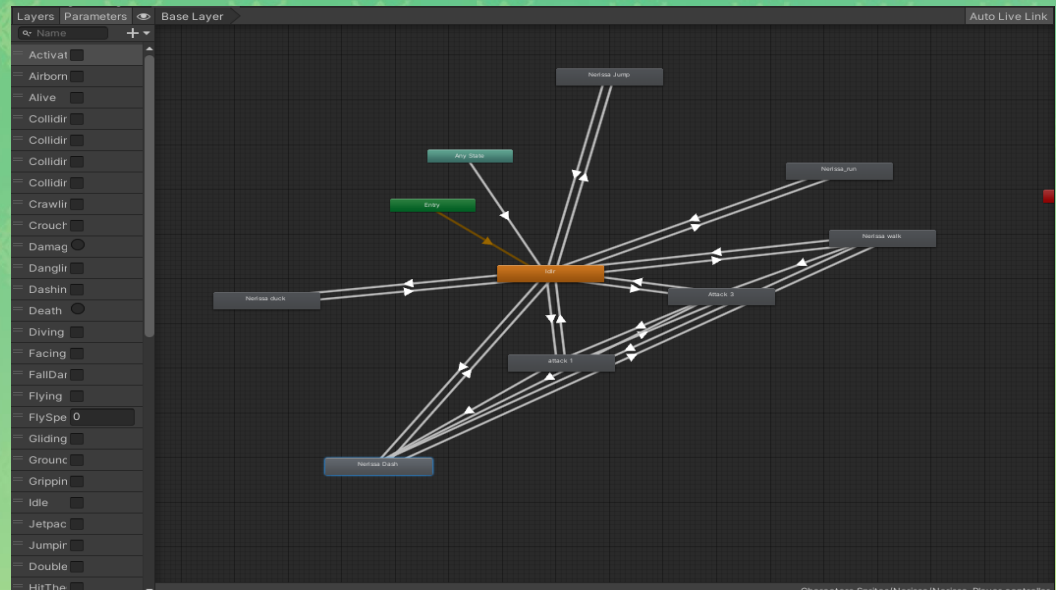 Layers Parameters Base Layer Auto Live Link
Name
Activat
Airborn
Alive
Collidir
Collidir
Collidir
Collidir
Crawlir
Crouch
Damag
Danglir
Dashin
Death
Diving
Facing
FallDar
Flying
FlySpe 0
Gliding
Ground
Grippin
Idle
Jetpac
Jumpir
Double
HitThe
Nerissa Jump
Any State
Nerissa_run
Entry
Nerissa walk
Idle
Nerissa duck
Attack 3
attack 1
Nerissa Dash